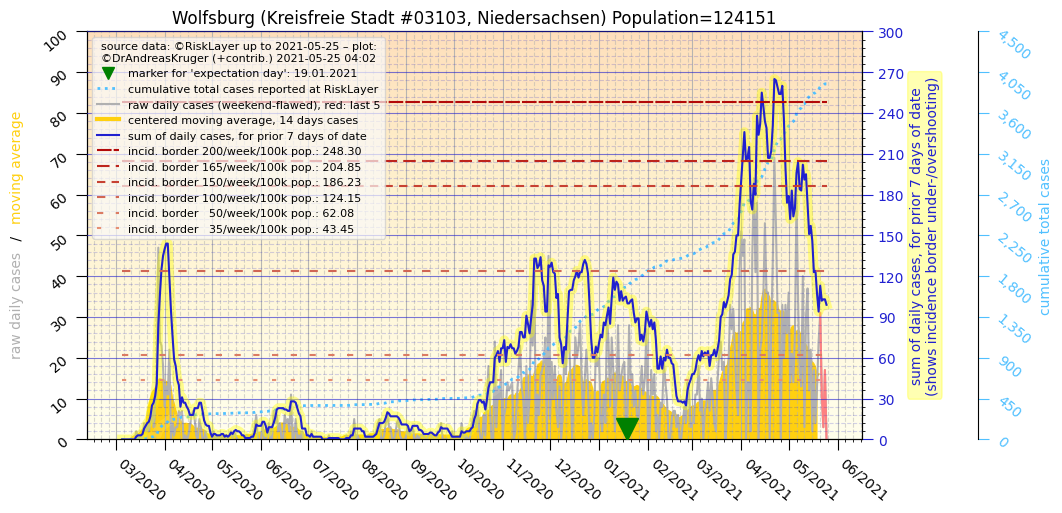 Wolfsburg (Kreisfreie Stadt #03103, Niedersachsen) Population=124151
source data: ©RiskLayer up to 2021-05-25 – plot:
©DrAndreasKruger (+contrib.) 2021-05-25 04:02
marker for 'expectation day': 19.01.2021
cumulative total cases reported at RiskLayer
raw daily cases (weekend-flawed), red: last 5
centered moving average, 14 days cases
sum of daily cases, for prior 7 days of date
incid. border 200/week/100k pop.: 248.30
incid. border 165/week/100k pop.: 204.85
incid. border 150/week/100k pop.: 186.23
incid. border 100/week/100k pop.: 124.15
incid. border   50/week/100k pop.: 62.08
incid. border   35/week/100k pop.: 43.45
raw daily cases / moving average
100
90
80
70
60
50
40
30
20
10
0
03/2020
04/2020
05/2020
06/2020
07/2020
08/2020
09/2020
10/2020
11/2020
12/2020
01/2021
02/2021
03/2021
04/2021
05/2021
06/2021
300
270
240
210
180
150
120
90
60
30
0
sum of daily cases, for prior 7 days of date
(shows incidence border under-/overshooting)
4,500
4,050
3,600
3,150
2,700
2,250
1,800
1,350
900
450
0
cumulative total cases